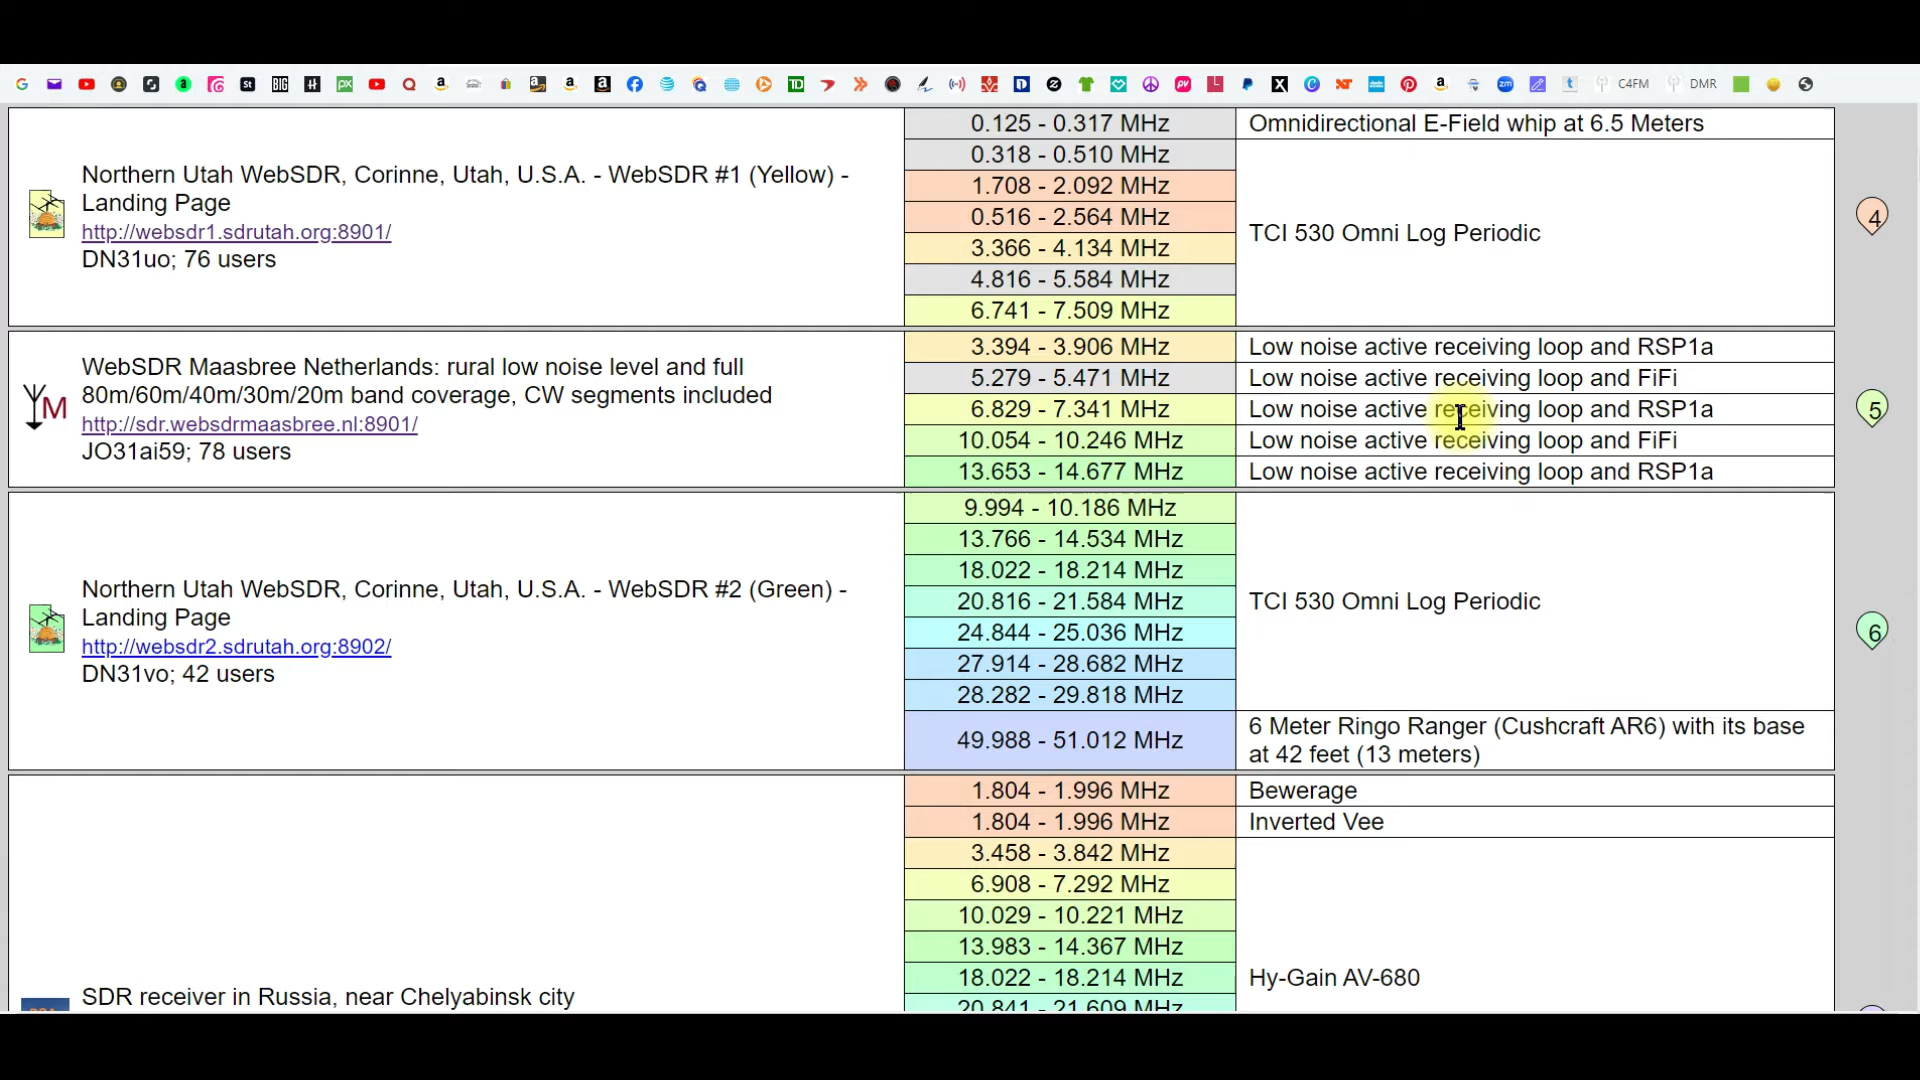 C4FM DMR
Northern Utah WebSDR, Corinne, Utah, U.S.A. - WebSDR #1 (Yellow) -
Landing Page
http://websdr1.sdrutah.org:8901/
DN31uo; 76 users
0.125 - 0.317 MHz
0.318 - 0.510 MHz
1.708 - 2.092 MHz
0.516 - 2.564 MHz
3.366 - 4.134 MHz
4.816 - 5.584 MHz
6.741 - 7.509 MHz
Omnidirectional E-Field whip at 6.5 Meters
TCI 530 Omni Log Periodic
4
WebSDR Maasbree Netherlands: rural low noise level and full
80m/60m/40m/30m/20m band coverage, CW segments included
http://sdr.websdrmaasbree.nl:8901/
JO31ai59; 78 users
M
3.394 - 3.906 MHz
5.279 - 5.471 MHz
6.829 - 7.341 MHz
10.054 - 10.246 MHz
13.653 - 14.677 MHz
Low noise active receiving loop and RSP1a
Low noise active receiving loop and FiFi
Low noise active receiving loop and RSP1a
Low noise active receiving loop and FiFi
Low noise active receiving loop and RSP1a
5
Northern Utah WebSDR, Corinne, Utah, U.S.A. - WebSDR #2 (Green) -
Landing Page
http://websdr2.sdrutah.org:8902/
DN31vo; 42 users
9.994 - 10.186 MHz
13.766 - 14.534 MHz
18.022 - 18.214 MHz
20.816 - 21.584 MHz
24.844 - 25.036 MHz
27.914 - 28.682 MHz
28.282 - 29.818 MHz
49.988 - 51.012 MHz
TCI 530 Omni Log Periodic
6 Meter Ringo Ranger (Cushcraft AR6) with its base
at 42 feet (13 meters)
6
SDR receiver in Russia, near Chelyabinsk city
1.804 - 1.996 MHz
1.804 - 1.996 MHz
3.458 - 3.842 MHz
6.908 - 7.292 MHz
10.029 - 10.221 MHz
13.983 - 14.367 MHz
18.022 - 18.214 MHz
20.841 - 21.609 MHz
Bewerage
Inverted Vee
Hy-Gain AV-680